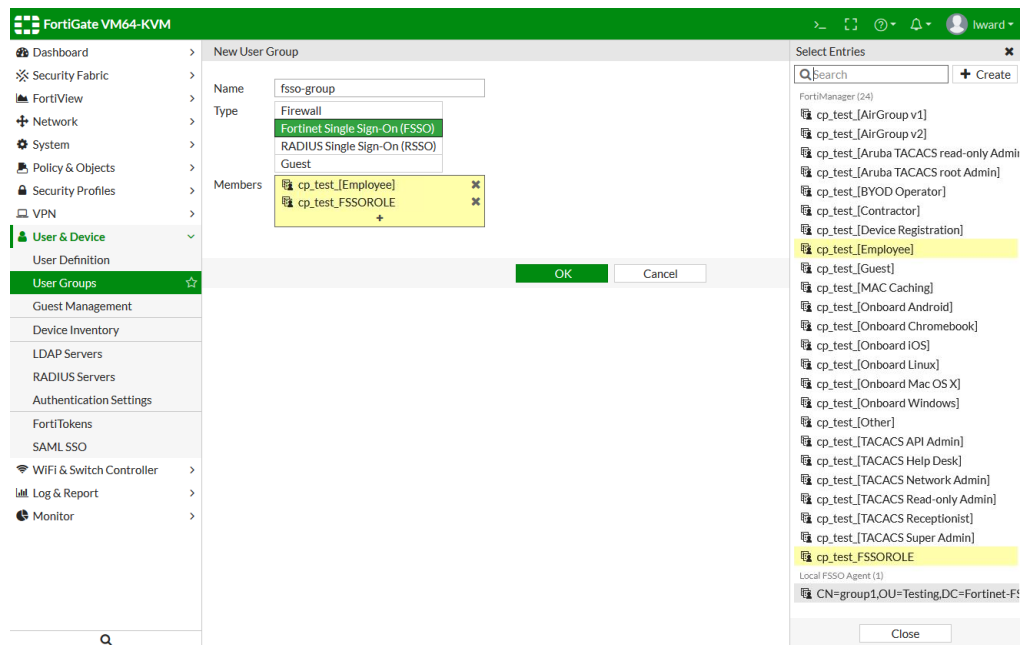 FortiGate VM64-KVM
lward
Dashboard
Security Fabric
FortiView
Network
System
Policy & Objects
Security Profiles
VPN
User & Device
User Definition
User Groups
Guest Management
Device Inventory
LDAP Servers
RADIUS Servers
Authentication Settings
FortiTokens
SAML SSO
WiFi & Switch Controller
Log & Report
Monitor
New User Group
Name
fsso-group
Type
Firewall
Fortinet Single Sign-On (FSSO)
RADIUS Single Sign-On (RSSO)
Guest
Members
cp_test_[Employee]
cp_test_FSSOROLE
+
OK
Cancel
Select Entries
Search
+ Create
FortiManager (24)
cp_test_[AirGroup v1]
cp_test_[AirGroup v2]
cp_test_[Aruba TACACS read-only Admin
cp_test_[Aruba TACACS root Admin]
cp_test_[BYOD Operator]
cp_test_[Contractor]
cp_test_[Device Registration]
cp_test_[Employee]
cp_test_[Guest]
cp_test_[MAC Caching]
cp_test_[Onboard Android]
cp_test_[Onboard Chromebook]
cp_test_[Onboard iOS]
cp_test_[Onboard Linux]
cp_test_[Onboard Mac OS X]
cp_test_[Onboard Windows]
cp_test_[Other]
cp_test_[TACACS API Admin]
cp_test_[TACACS Help Desk]
cp_test_[TACACS Network Admin]
cp_test_[TACACS Read-only Admin]
cp_test_[TACACS Receptionist]
cp_test_[TACACS Super Admin]
cp_test_FSSOROLE
Local FSSO Agent (1)
CN=group1,OU=Testing,DC=Fortinet-FS
Close